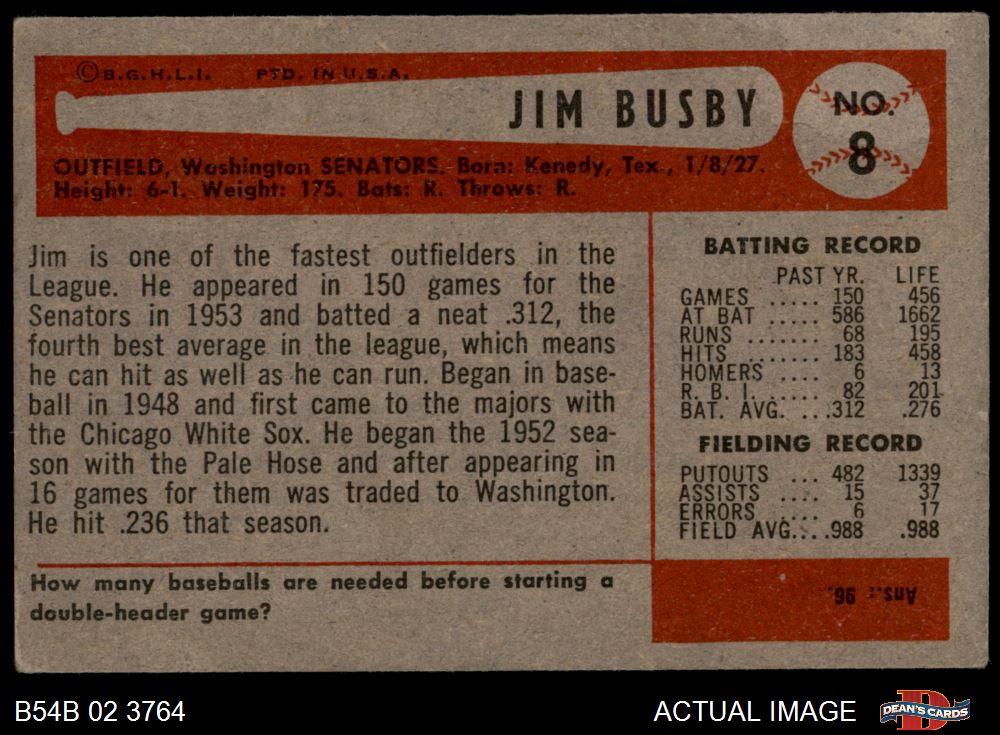 ©B.G.H.L.I. PTD. IN U.S.A.
JIM BUSBY
NO.
8
OUTFIELD, Washington SENATORS. Born: Kenedy, Tex., 1/8/27.
Height: 6-1. Weight: 175. Bats: R. Throws: R.
Jim is one of the fastest outfielders in the
League. He appeared in 150 games for the
Senators in 1953 and batted a neat .312, the
fourth best average in the league, which means
he can hit as well as he can run. Began in base-
ball in 1948 and first came to the majors with
the Chicago White Sox. He began the 1952 sea-
son with the Pale Hose and after appearing in
16 games for them was traded to Washington.
He hit .236 that season.
BATTING RECORD
PAST YR. LIFE
GAMES ..... 150 456
AT BAT ..... 586 1662
RUNS ....... 68 195
HITS ....... 183 458
HOMERS .... 6 13
R. B. I. ..... 82 201
BAT. AVG. ... .312 .276
FIELDING RECORD
PUTOUTS ... 482 1339
ASSISTS .... 15 37
ERRORS .... 6 17
FIELD AVG.... .988 .988
How many baseballs are needed before starting a
double-header game?
Ans.: 96.
B54B 02 3764
ACTUAL IMAGE
D
DEAN'S CARDS